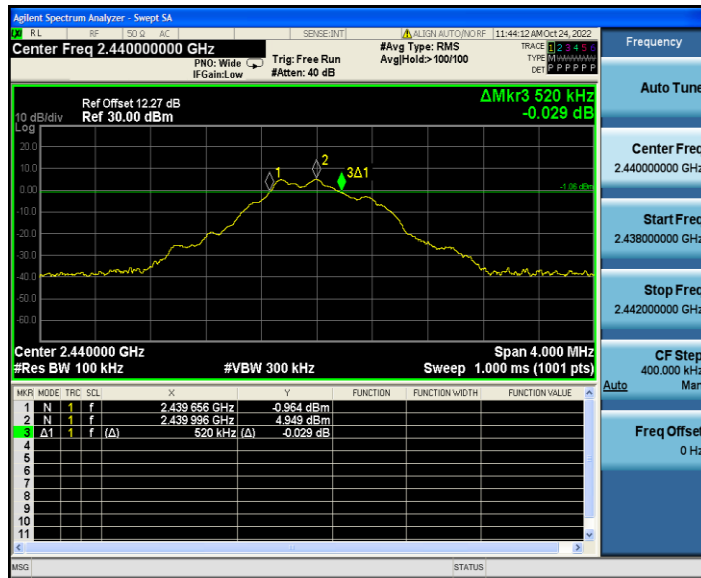 Agilent Spectrum Analyzer - Swept SA
RL RF 50 Ω AC SENSE:INT ALIGN AUTO/NO RF 11:44:12 AM Oct 24, 2022
Center Freq 2.440000000 GHz
PNO: Wide
IFGain:Low
Trig: Free Run
#Atten: 40 dB
#Avg Type: RMS
Avg|Hold:> 100/100
TRACE 1 2 3 4 5 6
TYPE M W W W W W
DET P P P P P P
Frequency
ΔMkr3 520 kHz
-0.029 dB
Ref Offset 12.27 dB
10 dB/div Ref 30.00 dBm
Log
20.0
10.0
0.00
-10.0
-20.0
-30.0
-40.0
-50.0
-60.0
1
2
3Δ1
-1.06 dBm
Center 2.440000 GHz Span 4.000 MHz
#Res BW 100 kHz #VBW 300 kHz Sweep 1.000 ms (1001 pts)
MKR MODE TRC SCL X Y FUNCTION FUNCTION WIDTH FUNCTION VALUE
1 N 1 f 2.439 656 GHz -0.964 dBm
2 N 1 f 2.439 996 GHz 4.949 dBm
3 Δ1 1 f (Δ) 520 kHz (Δ) -0.029 dB
4
5
6
7
8
9
10
11
Auto Tune
Center Freq
2.440000000 GHz
Start Freq
2.438000000 GHz
Stop Freq
2.442000000 GHz
CF Step
400.000 kHz
Auto Man
Freq Offset
0 Hz
MSG STATUS